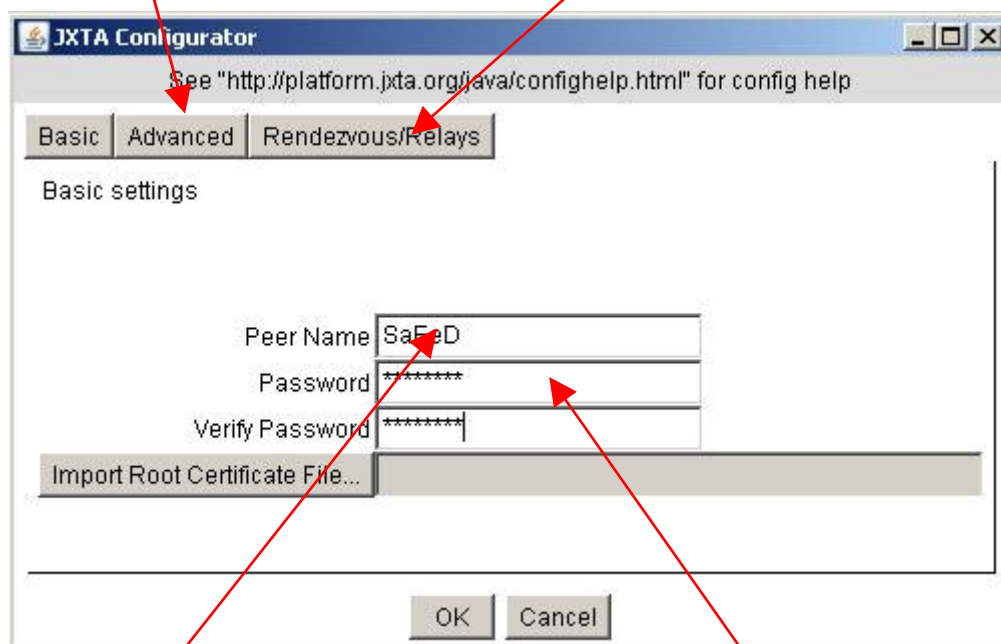 JXTA Configurator
See "http://platform.jxta.org/java/confighelp.html" for config help
Basic Advanced Rendezvous/Relays
Basic settings
Peer Name SaEeD
Password ********
Verify Password ********
Import Root Certificate File...
OK Cancel